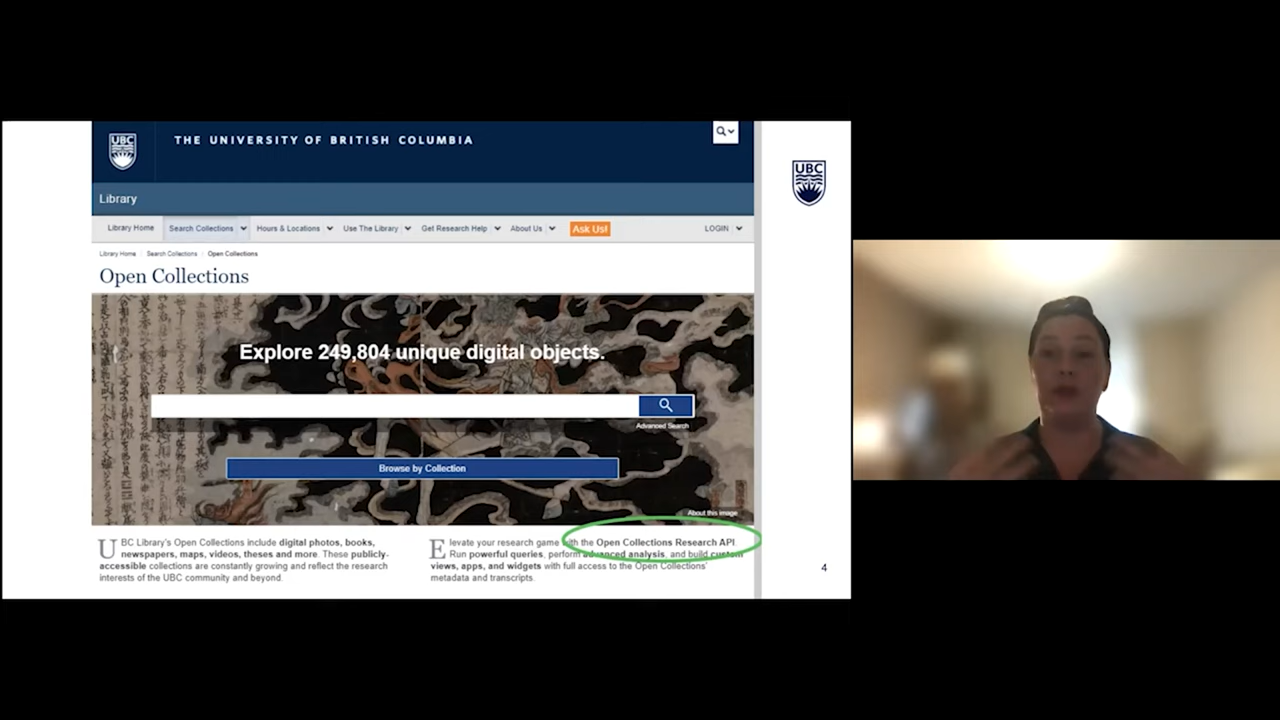 UBC
THE UNIVERSITY OF BRITISH COLUMBIA
UBC
Library
Library Home Search Collections Hours & Locations Use The Library Get Research Help About Us Ask Us! LOGIN
Library Home / Search Collections / Open Collections
Open Collections
Explore 249,804 unique digital objects.
Advanced Search
Browse by Collection
About this image
UBC Library's Open Collections include digital photos, books,
newspapers, maps, videos, theses and more. These publicly-
accessible collections are constantly growing and reflect the research
interests of the UBC community and beyond.
Elevate your research game with the Open Collections Research API.
Run powerful queries, perform advanced analysis, and build custom
views, apps, and widgets with full access to the Open Collections'
metadata and transcripts.
4